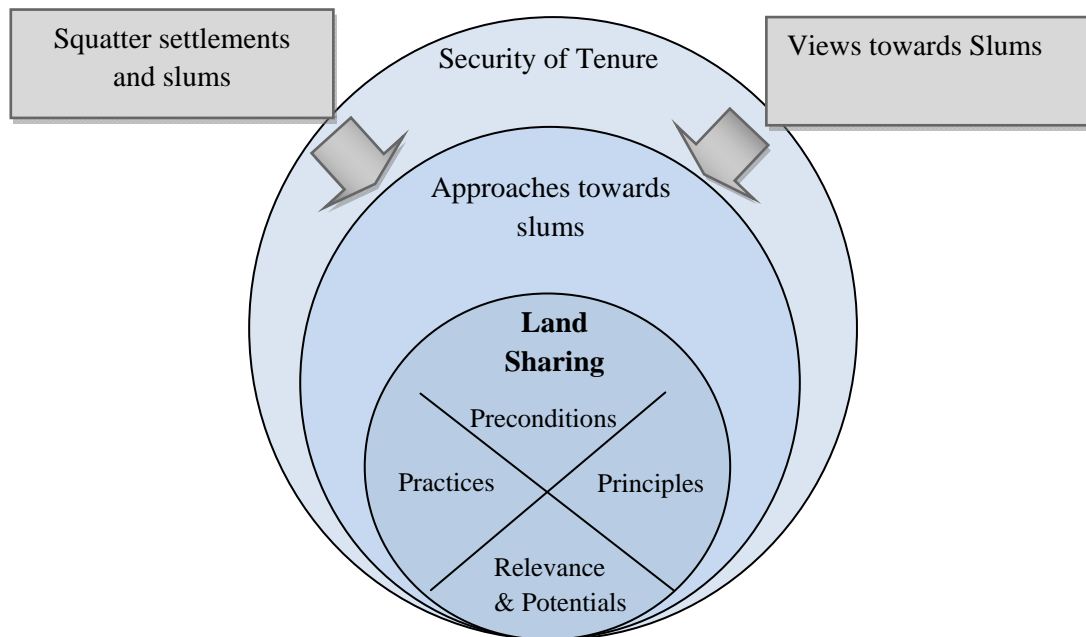 Squatter settlements
and slums
Views towards Slums
Security of Tenure
Approaches towards
slums
Land
Sharing
Preconditions
Practices
Principles
Relevance
& Potentials